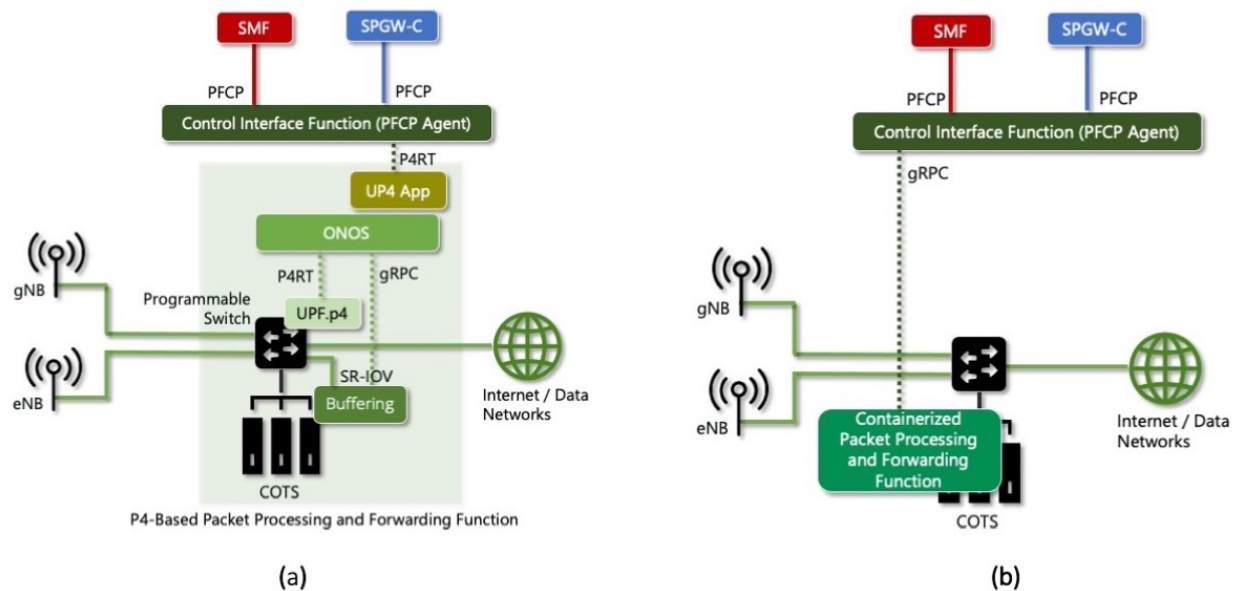 SMF
SPGW-C
PFCP
PFCP
Control Interface Function (PFCP Agent)
P4RT
UP4 App
ONOS
P4RT
gRPC
gNB
Programmable
Switch
UPF.p4
eNB
SR-IOV
Buffering
Internet / Data
Networks
COTS
P4-Based Packet Processing and Forwarding Function
(a)
SMF
SPGW-C
PFCP
PFCP
Control Interface Function (PFCP Agent)
gRPC
gNB
eNB
Containerized
Packet Processing
and Forwarding
Function
Internet / Data
Networks
COTS
(b)